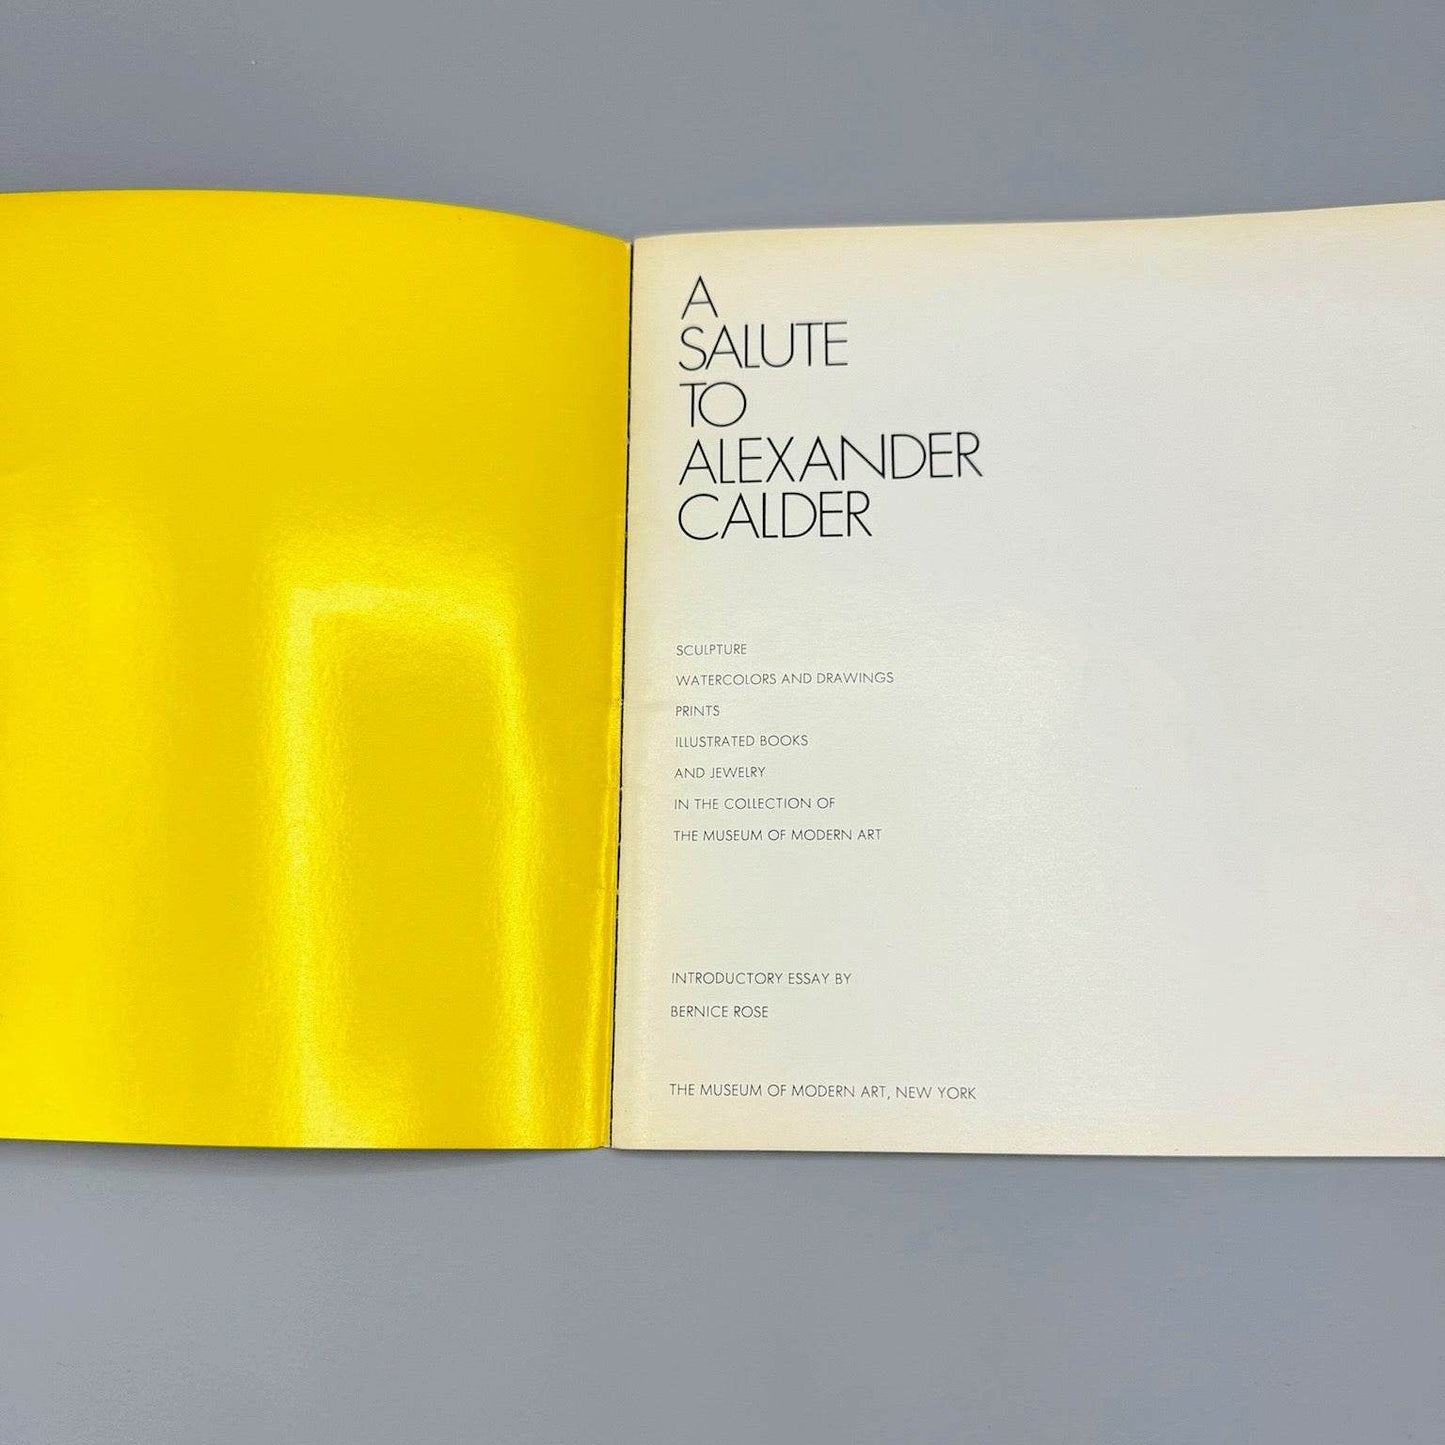 A
SALUTE
TO
ALEXANDER
CALDER
SCULPTURE
WATERCOLORS AND DRAWINGS
PRINTS
ILLUSTRATED BOOKS
AND JEWELRY
IN THE COLLECTION OF
THE MUSEUM OF MODERN ART
INTRODUCTORY ESSAY BY
BERNICE ROSE
THE MUSEUM OF MODERN ART, NEW YORK